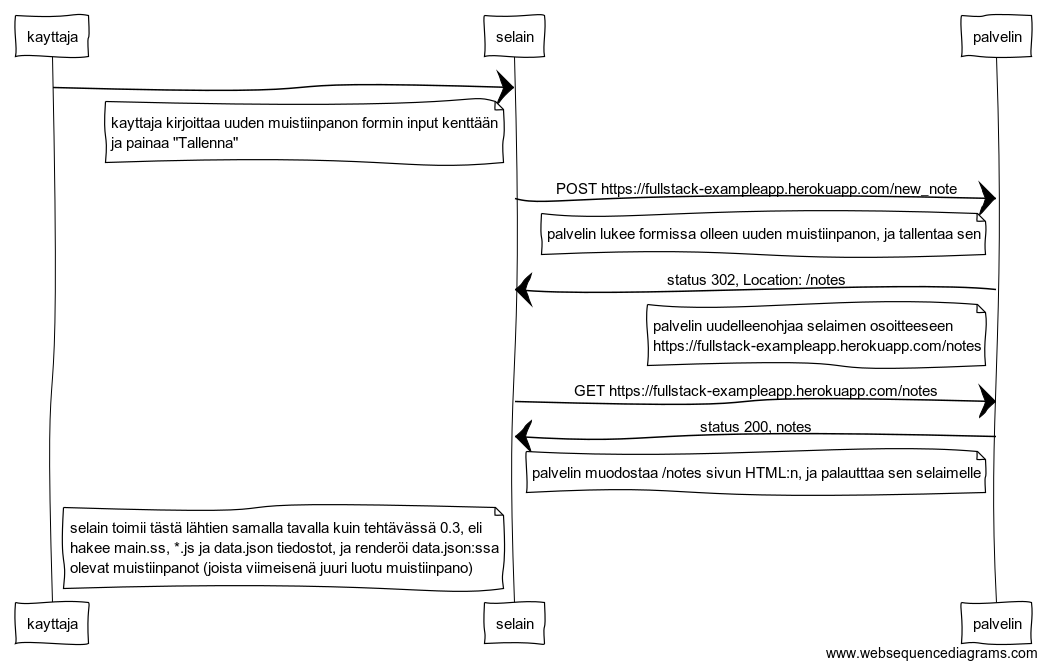 kayttaja
selain
palvelin
kayttaja kirjoittaa uuden muistiinpanon formin input kenttään
ja painaa "Tallenna"
POST https://fullstack-exampleapp.herokuapp.com/new_note
palvelin lukee formissa olleen uuden muistiinpanon, ja tallentaa sen
status 302, Location: /notes
palvelin uudelleenohjaa selaimen osoitteeseen
https://fullstack-exampleapp.herokuapp.com/notes
GET https://fullstack-exampleapp.herokuapp.com/notes
status 200, notes
palvelin muodostaa /notes sivun HTML:n, ja palautttaa sen selaimelle
selain toimii tästä lähtien samalla tavalla kuin tehtävässä 0.3, eli
hakee main.ss, *.js ja data.json tiedostot, ja renderöi data.json:ssa
olevat muistiinpanot (joista viimeisenä juuri luotu muistiinpano)
kayttaja
selain
palvelin
www.websequencediagrams.com